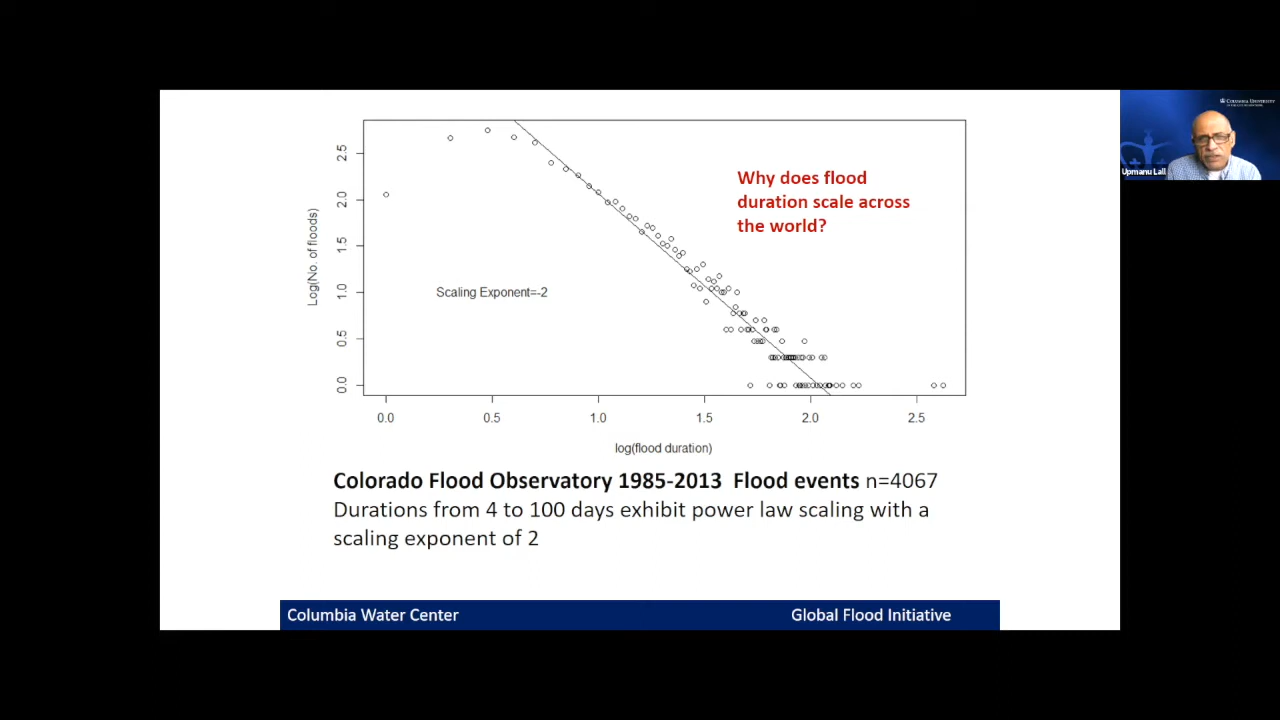 COLUMBIA UNIVERSITY
Upmanu Lall
Why does flood
duration scale across
the world?
Log(No. of floods)
2.5
2.0
1.5
1.0
0.5
0.0
Scaling Exponent=-2
0.0 0.5 1.0 1.5 2.0 2.5
log(flood duration)
Colorado Flood Observatory 1985-2013 Flood events n=4067
Durations from 4 to 100 days exhibit power law scaling with a
scaling exponent of 2
Columbia Water Center Global Flood Initiative